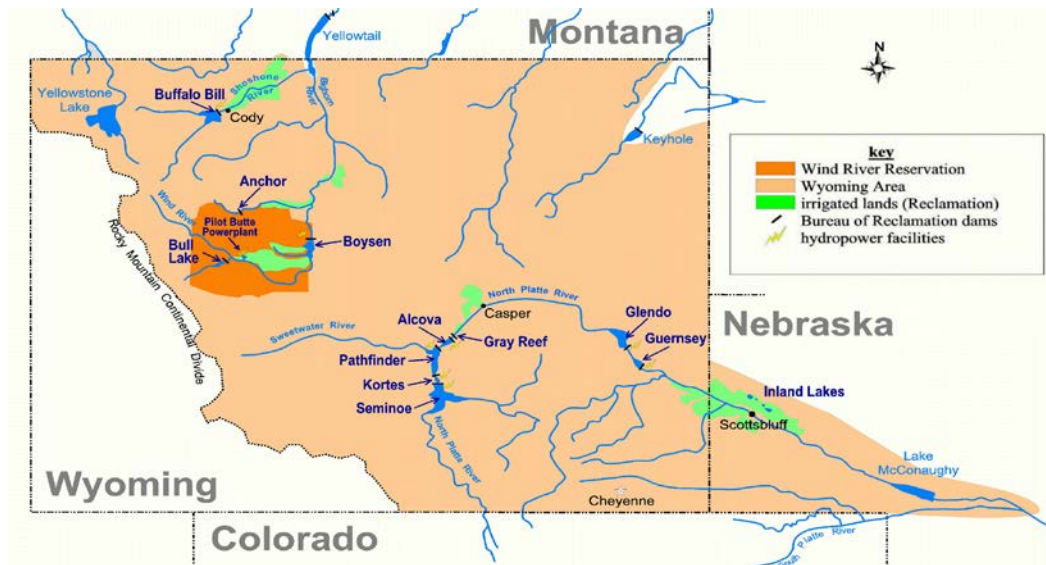 Yellowtail
Montana
N
Buffalo Bill
Shoshone
River
Bighorn
River
Yellowstone
Lake
Cody
Keyhole
key
Wind River Reservation
Wyoming Area
irrigated lands (Reclamation)
Bureau of Reclamation dams
hydropower facilities
Anchor
Wind River
Pilot Butte
Powerplant
Bull
Lake
Boysen
Rocky Mountain Continental Divide
North Platte River
Casper
Sweetwater River
Alcova
Gray Reef
Glendo
Guernsey
Nebraska
Pathfinder
Kortes
Seminoe
Inland Lakes
Scottsbluff
North Platte River
Lake
McConaughy
Wyoming
Cheyenne
Colorado
South Platte River